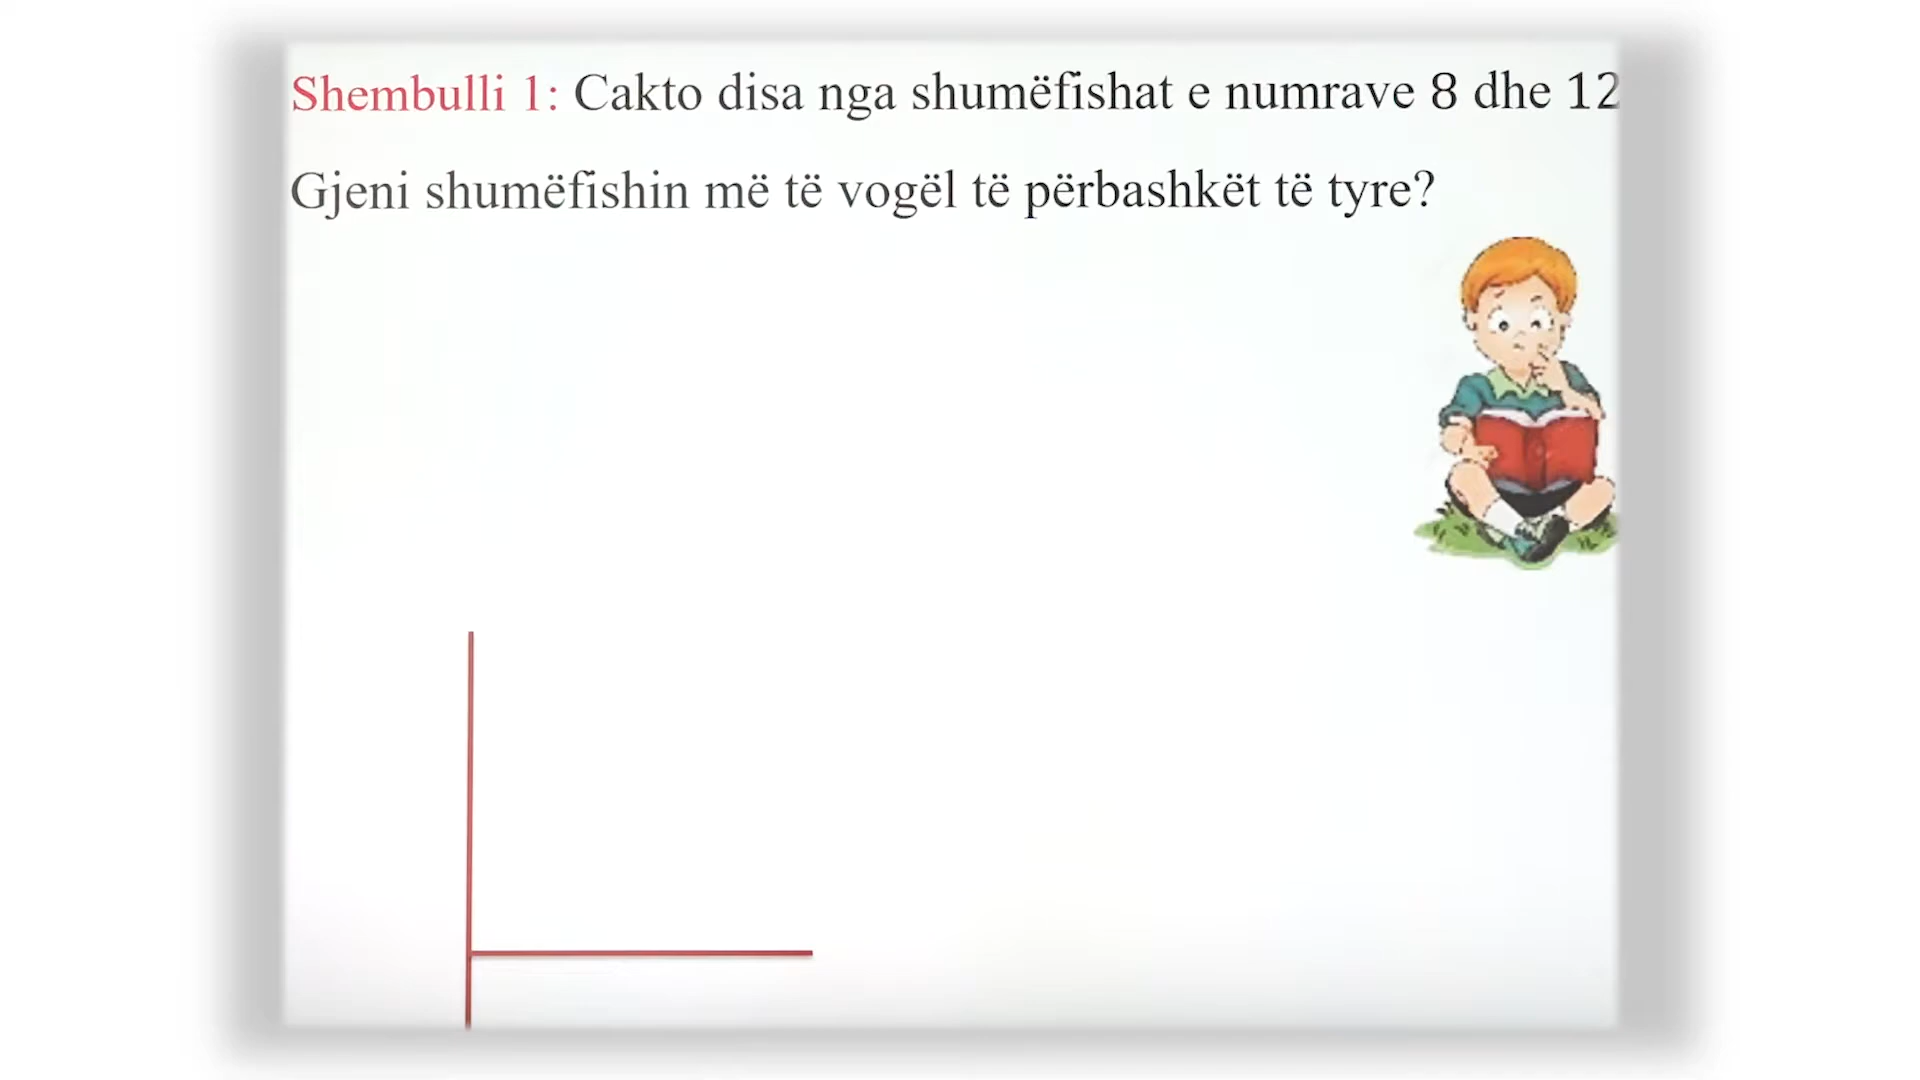 Shembulli 1: Cakto disa nga shumëfishat e numrave 8 dhe 12
Gjeni shumëfishin më të vogël të përbashkët të tyre?